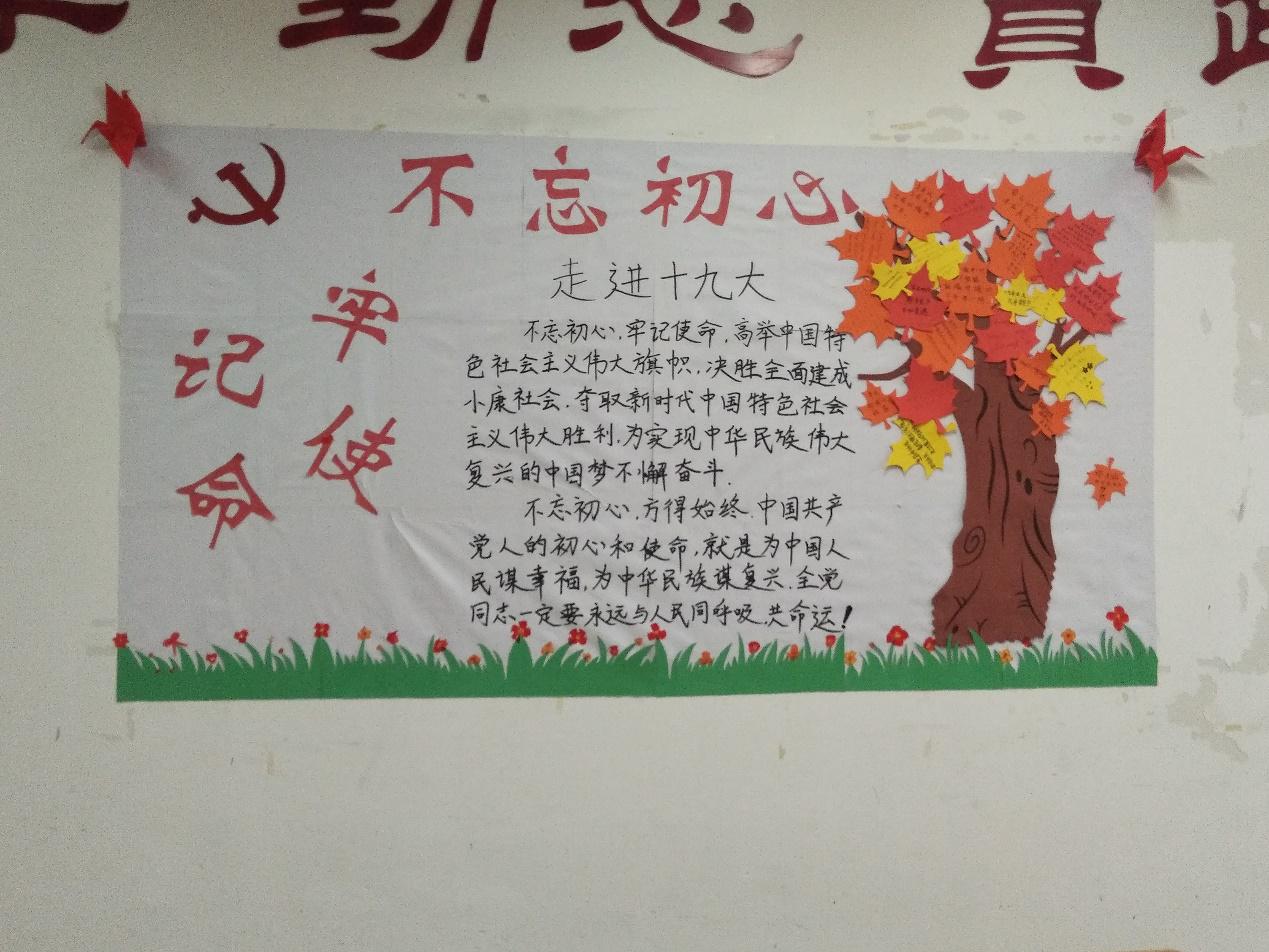 勤思
不忘初心
牢记使命
走进十九大
不忘初心,牢记使命,高举中国特
色社会主义伟大旗帜,决胜全面建成
小康社会.夺取新时代中国特色社会
主义伟大胜利,为实现中华民族伟大
复兴的中国梦不懈奋斗.
不忘初心,方得始终.中国共产
党人的初心和使命,就是为中国人
民谋幸福,为中华民族谋复兴.全党
同志一定要永远与人民同呼吸.共命运!